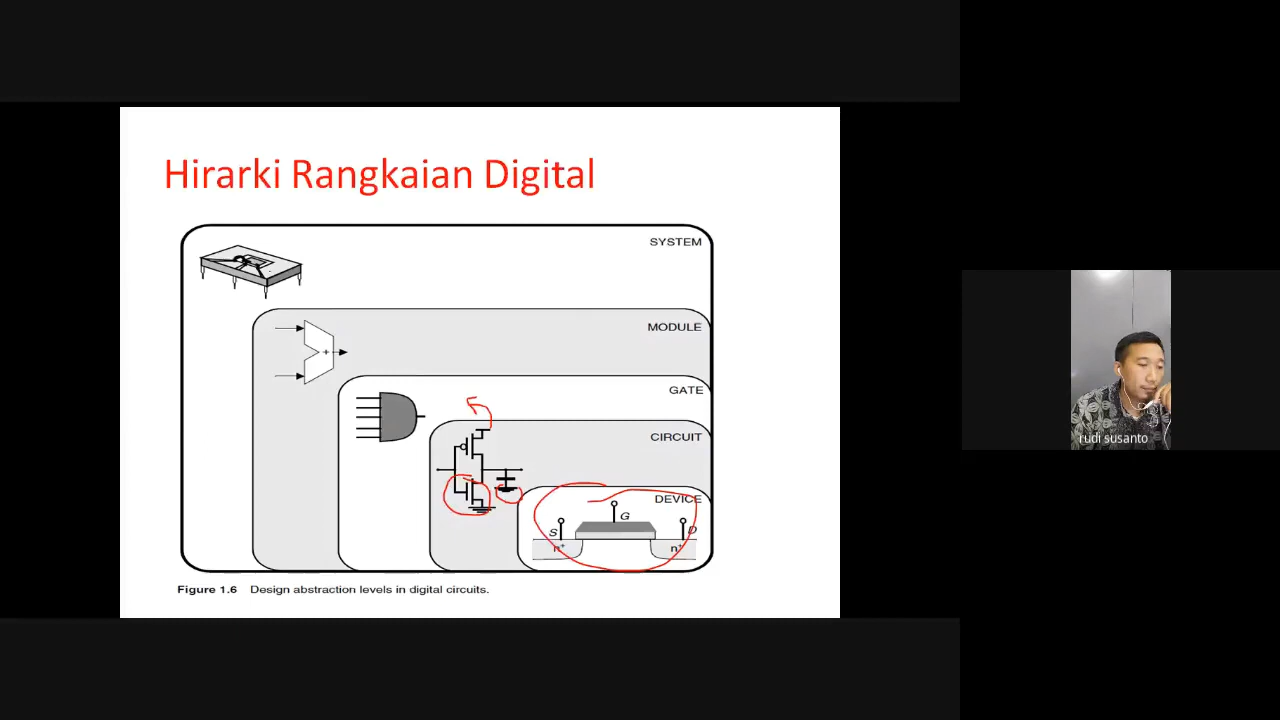 Hirarki Rangkaian Digital
SYSTEM
MODULE
+
GATE
CIRCUIT
DEVICE
G
S
D
n+
n+
Figure 1.6 Design abstraction levels in digital circuits.
rudi susanto